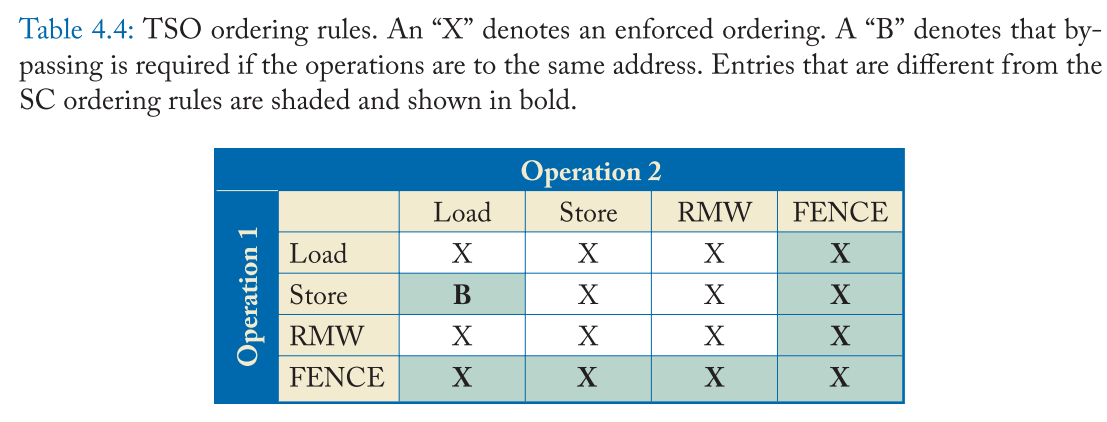 Table 4.4: TSO ordering rules. An “X” denotes an enforced ordering. A “B” denotes that by-
passing is required if the operations are to the same address. Entries that are different from the
SC ordering rules are shaded and shown in bold.
Operation 2
Operation 1
Load Store RMW FENCE
Load X X X X
Store B X X X
RMW X X X X
FENCE X X X X